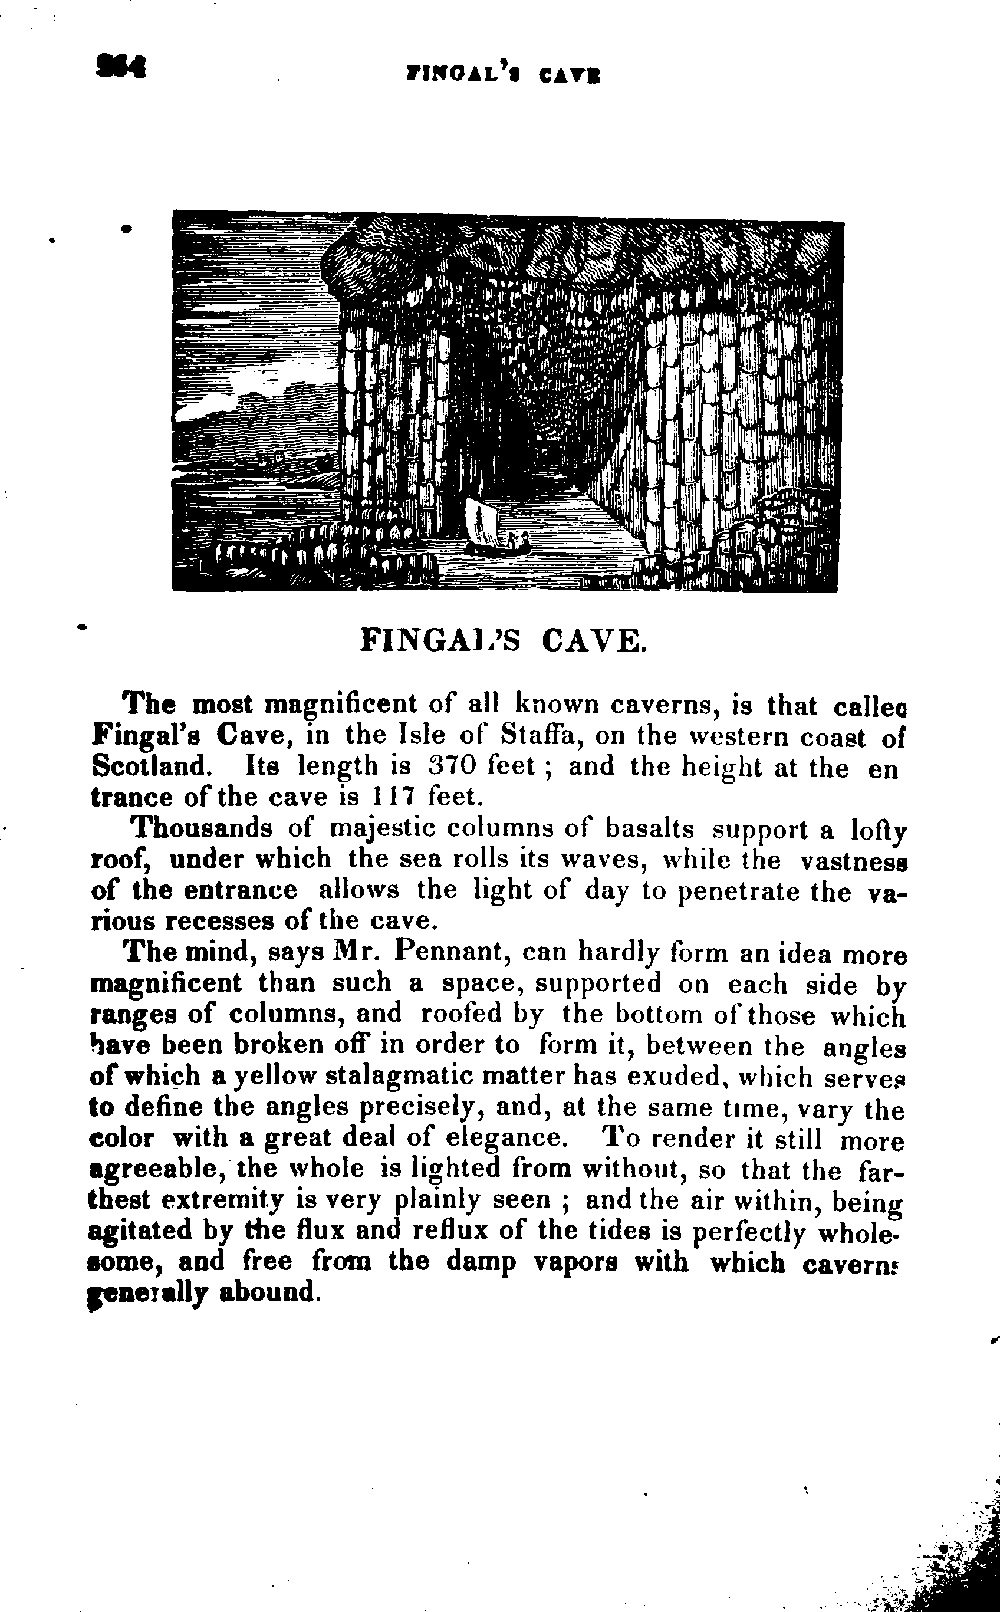 264
FINGAL'S CAVE
FINGAL'S CAVE.
The most magnificent of all known caverns, is that called
Fingal's Cave, in the Isle of Staffa, on the western coast of
Scotland. Its length is 370 feet ; and the height at the en
trance of the cave is 117 feet.
Thousands of majestic columns of basalts support a lofty
roof, under which the sea rolls its waves, while the vastness
of the entrance allows the light of day to penetrate the va-
rious recesses of the cave.
The mind, says Mr. Pennant, can hardly form an idea more
magnificent than such a space, supported on each side by
ranges of columns, and roofed by the bottom of those which
have been broken off in order to form it, between the angles
of which a yellow stalagmatic matter has exuded, which serves
to define the angles precisely, and, at the same time, vary the
color with a great deal of elegance. To render it still more
agreeable, the whole is lighted from without, so that the far-
thest extremity is very plainly seen ; and the air within, being
agitated by the flux and reflux of the tides is perfectly whole-
some, and free from the damp vapors with which caverns
generally abound.